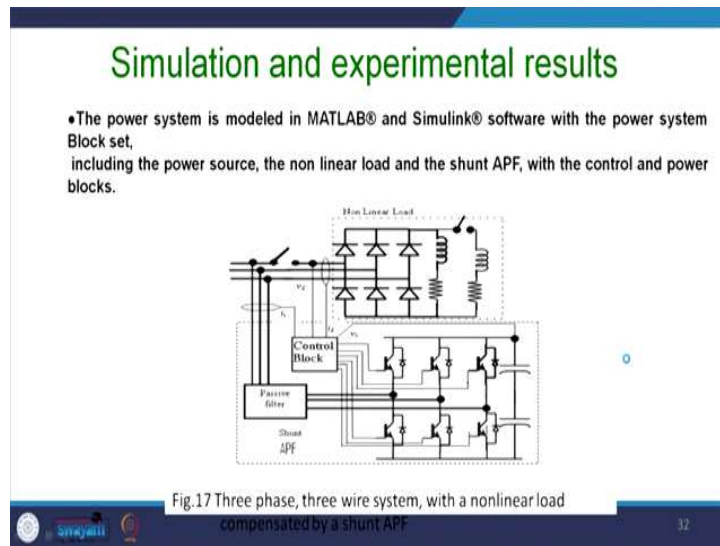 Simulation and experimental results
•The power system is modeled in MATLAB® and Simulink® software with the power system
Block set,
including the power source, the non linear load and the shunt APF, with the control and power
blocks.
Non Linear Load
Control
Block
Passive
filter
Shunt
APF
Fig.17 Three phase, three wire system, with a nonlinear load
compensated by a shunt APF
swayam
32